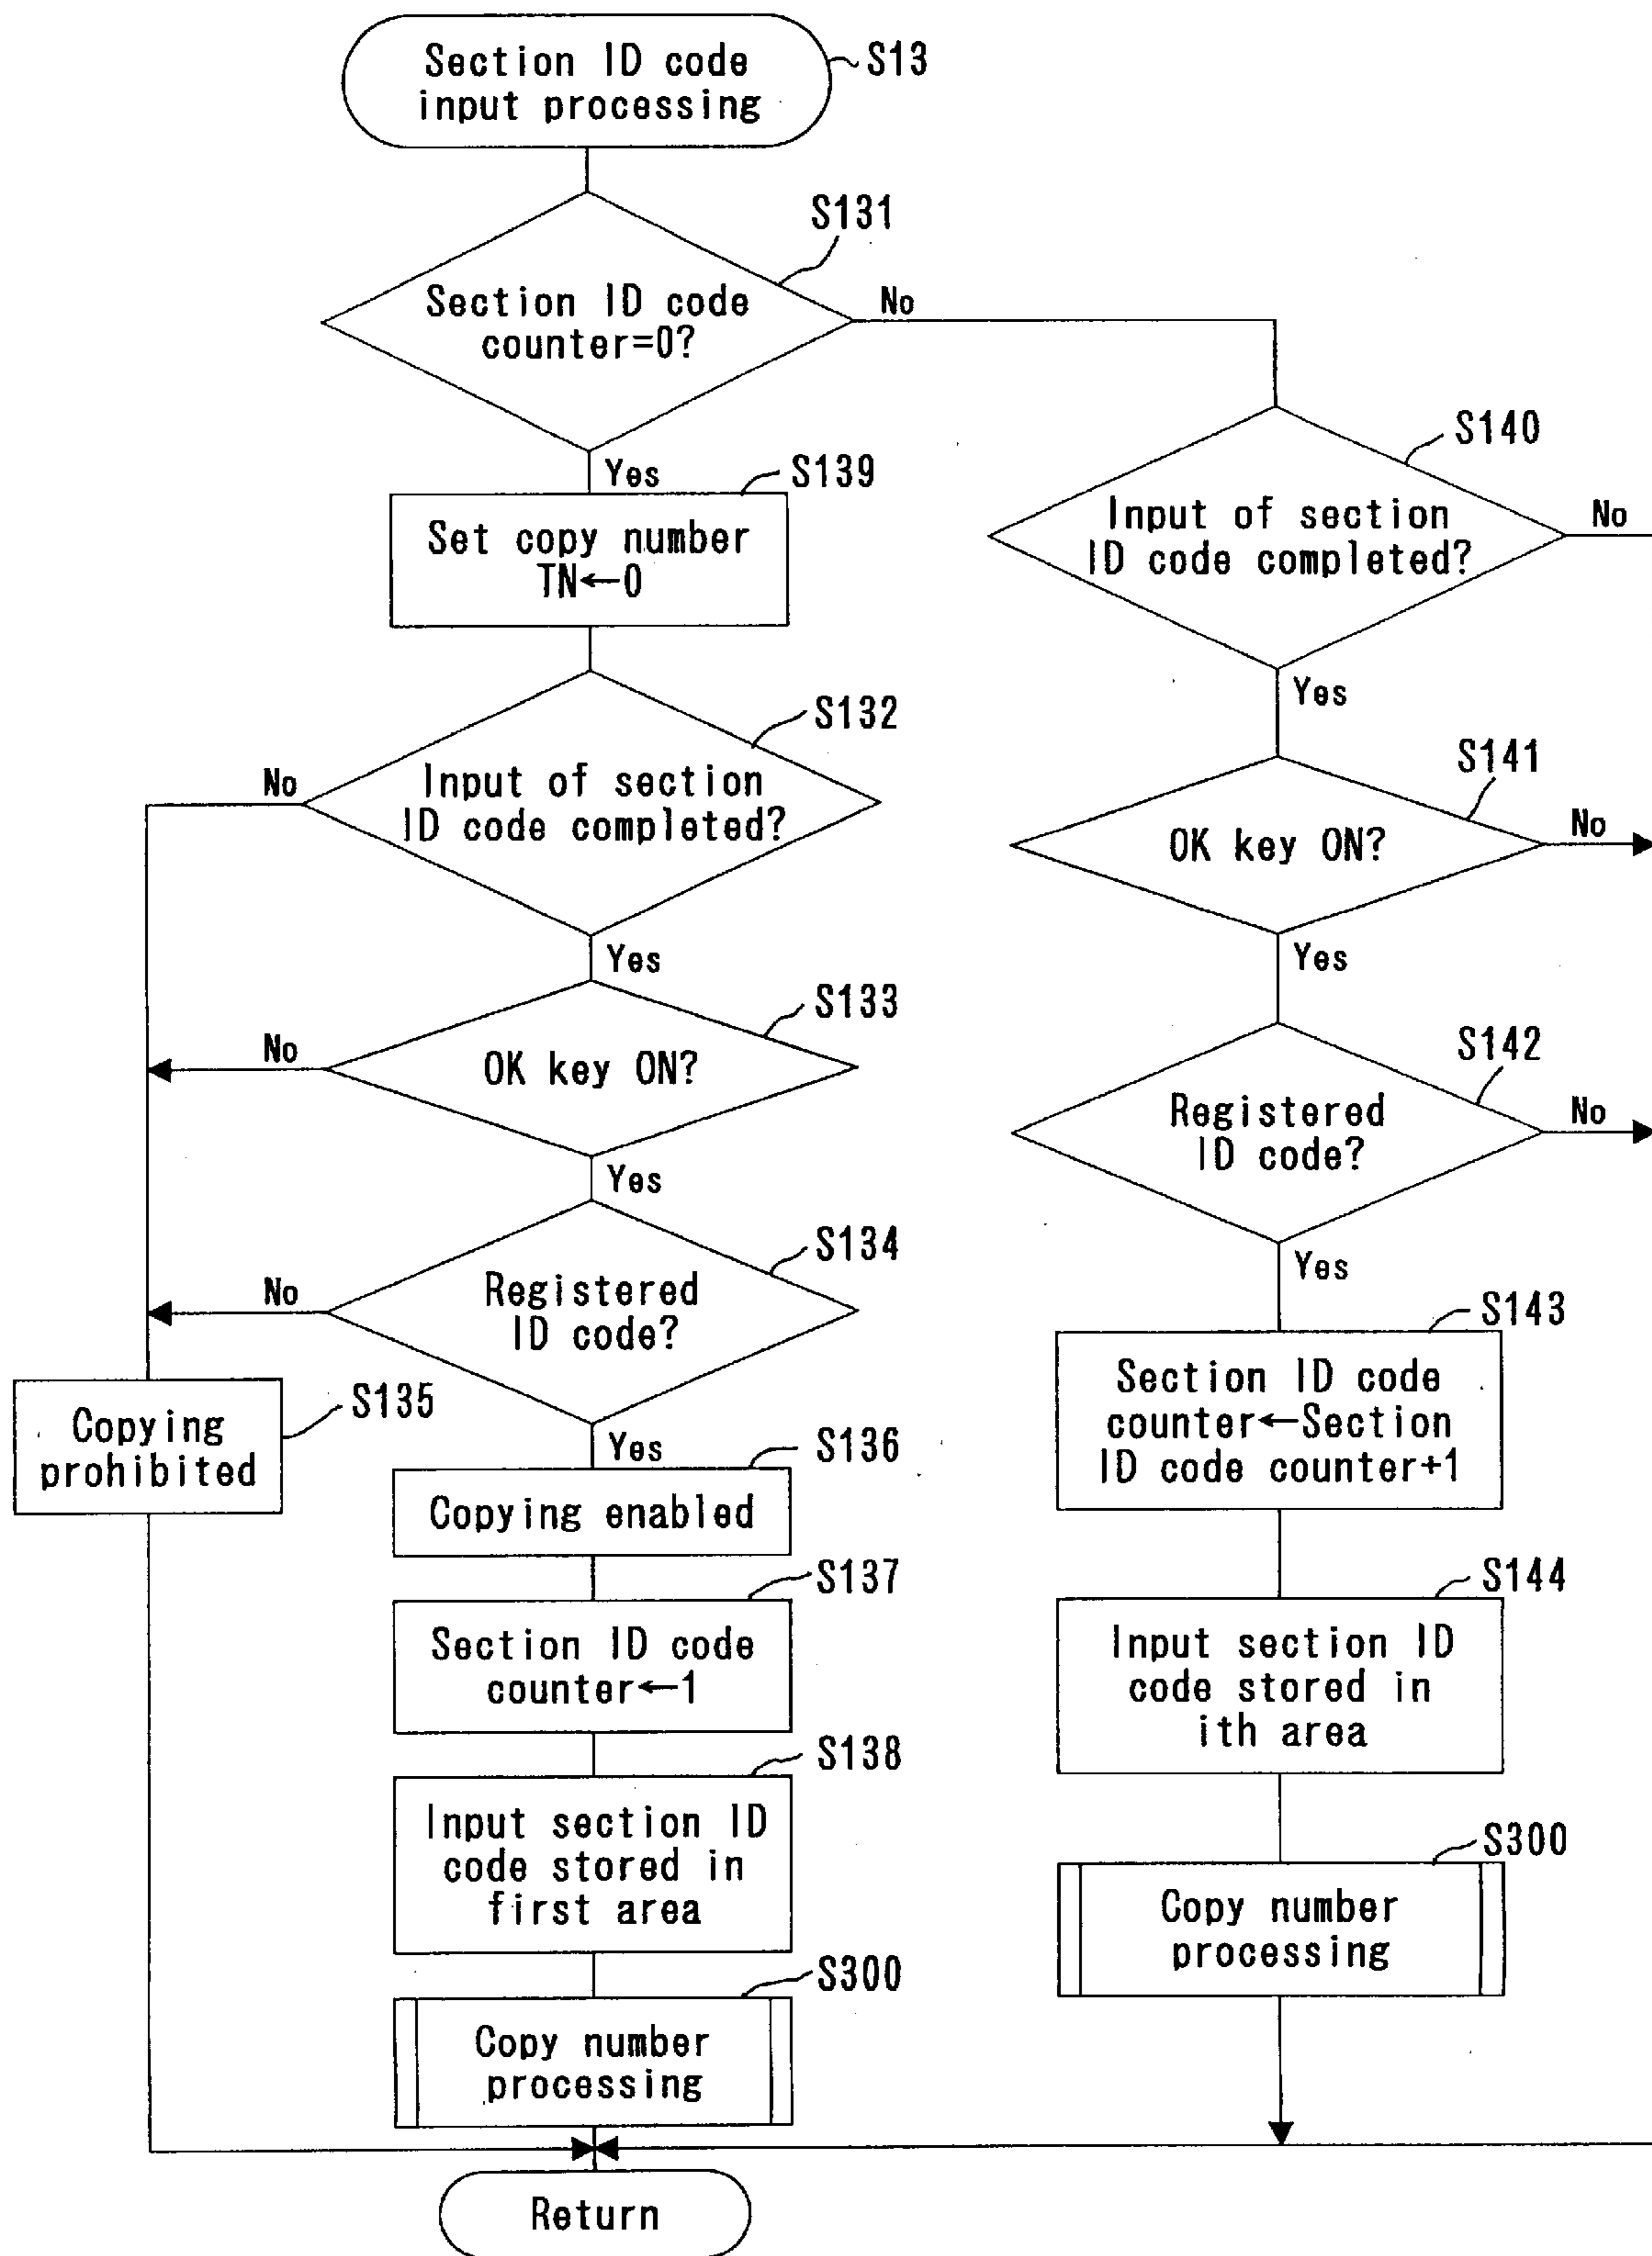 Section ID code
input processing
S13
S131
Section ID code
counter=0?
No
Yes
S139
Set copy number
TN←0
S132
Input of section
ID code completed?
No
Yes
S133
OK key ON?
No
Yes
S134
Registered
ID code?
No
Yes
S135
Copying
prohibited
S136
Copying enabled
S137
Section ID code
counter←1
S138
Input section ID
code stored in
first area
S300
Copy number
processing
Return
S140
Input of section
ID code completed?
No
Yes
S141
OK key ON?
No
Yes
S142
Registered
ID code?
No
Yes
S143
Section ID code
counter←Section
ID code counter+1
S144
Input section ID
code stored in
ith area
S300
Copy number
processing